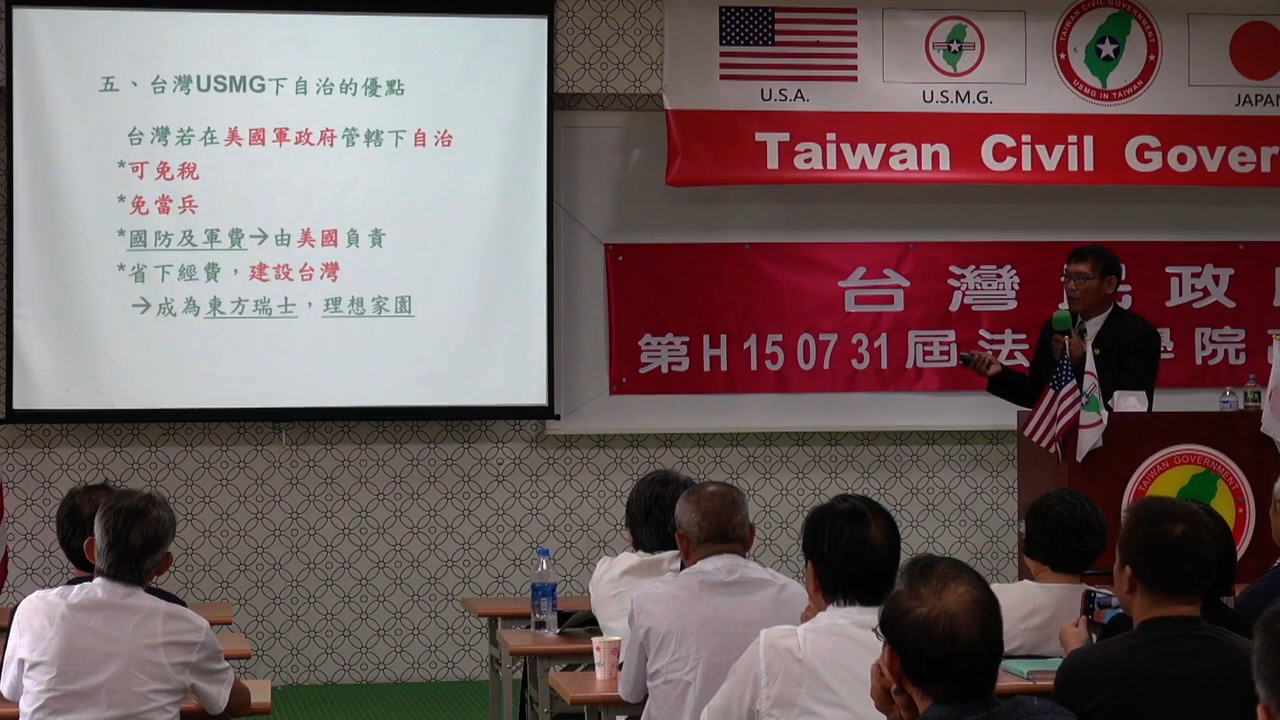 五、台灣USMG下自治的優點
台灣若在美國軍政府管轄下自治
*可免稅
*免當兵
*國防及軍費→由美國負責
*省下經費，建設台灣
→成為東方瑞士，理想家園
U.S.A.
U.S.M.G.
TAIWAN CIVIL GOVERNMENT
USMG IN TAIWAN
JAPAN
Taiwan Civil Gover
台灣民政
第H 15 07 31屆法 學院
TAIWAN GOVERNMENT